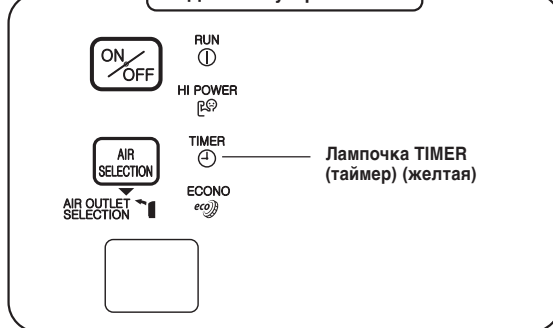 ON
OFF
RUN
HI POWER
AIR
SELECTION
TIMER
Лампочка TIMER
(таймер) (желтая)
AIR OUTLET
SELECTION
ECONO
eco